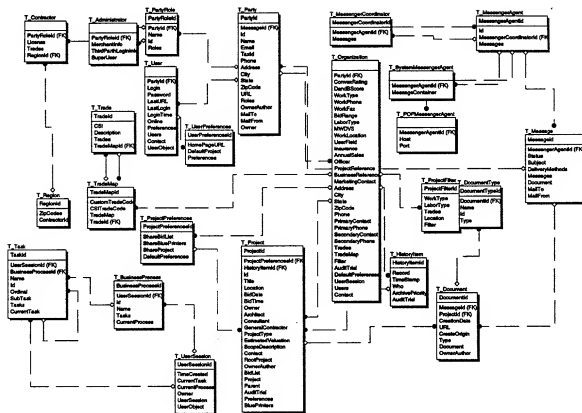 T_Contractor
PartyRoleId (FK)
License
Trades
RegionId (FK)
T_Administrator
PartyRoleId (FK)
MerchantInfo
ThirdPartyLoginInfo
SuperUser
T_PartyRole
PartyRoleId
PartyId (FK)
Name
Id
Roles
T_Party
PartyId
MessageId (FK)
Id
Name
Email
TaxId
Phone
Address
City
State
ZipCode
URL
Roles
OwnerAuthor
MailTo
MailFrom
Owner
T_MessengerCoordinator
MessengerCoordinatorId
MessengerAgentId (FK)
Id
Messages
T_MessengerAgent
MessengerAgentId
Id
MessengerCoordinatorId (FK)
Messages
T_User
PartyId (FK)
Login
Password
LastURL
LastLogin
LoginTime
Online
Preferences
Users
Contact
UserObject
T_UserPreferences
UserPreferencesId
HomePageURL
DefaultProject
Preferences
T_Organization
PartyId (FK)
ConvexRating
DandBScore
WorkType
WorkPhone
WorkFax
BidRange
LaborType
MWDVS
WorkLocation
UserField
Insurance
AnnualSales
Officer
ProjectReference
BusinessReference
MarketingContact
Address
City
State
ZipCode
Phone
PrimaryContact
PrimaryPhone
SecondaryContact
SecondaryPhone
Trades
TradeMap
Filter
AuditTrail
DefaultPreferences
UserSession
Users
Contact
T_SystemMessengerAgent
MessengerAgentId (FK)
MessageContainer
T_POPMessengerAgent
MessengerAgentId (FK)
Host
Port
T_Message
MessageId
MessengerAgentId (FK)
Status
Subject
DeliveryMethods
Messages
Document
MailTo
MailFrom
T_Trade
TradeId
CSI
Description
Trades
TradeMapId (FK)
T_TradeMap
TradeMapId
CustomTradeCode
CSITradeCode
TradeMap
TradeId (FK)
T_Region
RegionId
ZipCodes
ContractorId
T_ProjectFilter
ProjectFilterId
WorkType
LaborType
Trades
Location
Filter
T_DocumentType
DocumentTypeId
DocumentId (FK)
Name
Id
Type
T_ProjectPreferences
ProjectPreferenceId
ShareBidList
ShareBluePrinters
ShareProject
DefaultPreferences
T_Project
ProjectId
ProjectPreferenceId (FK)
HistoryItemId (FK)
Id
Title
Location
BidDate
BidTime
Owner
Architect
Consultant
GeneralContractor
ProjectType
EstimatedValuation
ScopeDescription
Contact
RootProject
OwnerAuthor
BidList
Project
Parent
AuditTrail
Preferences
BluePrinters
T_HistoryItem
HistoryItemId
Record
TimeStamp
Who
ArchivePriority
AuditTrail
T_Document
DocumentId
MessageId (FK)
ProjectId (FK)
CreationDate
URL
CreateOrigin
Type
Document
OwnerAuthor
T_Task
TaskId
UserSessionId (FK)
BusinessProcessId (FK)
Name
Id
Ordinal
SubTask
Tasks
CurrentTask
T_BusinessProcess
BusinessProcessId
UserSessionId (FK)
Id
Name
Tasks
CurrentProcess
T_UserSession
UserSessionId
TimeCreated
CurrentTask
CurrentProcess
Owner
UserSession
UserObject